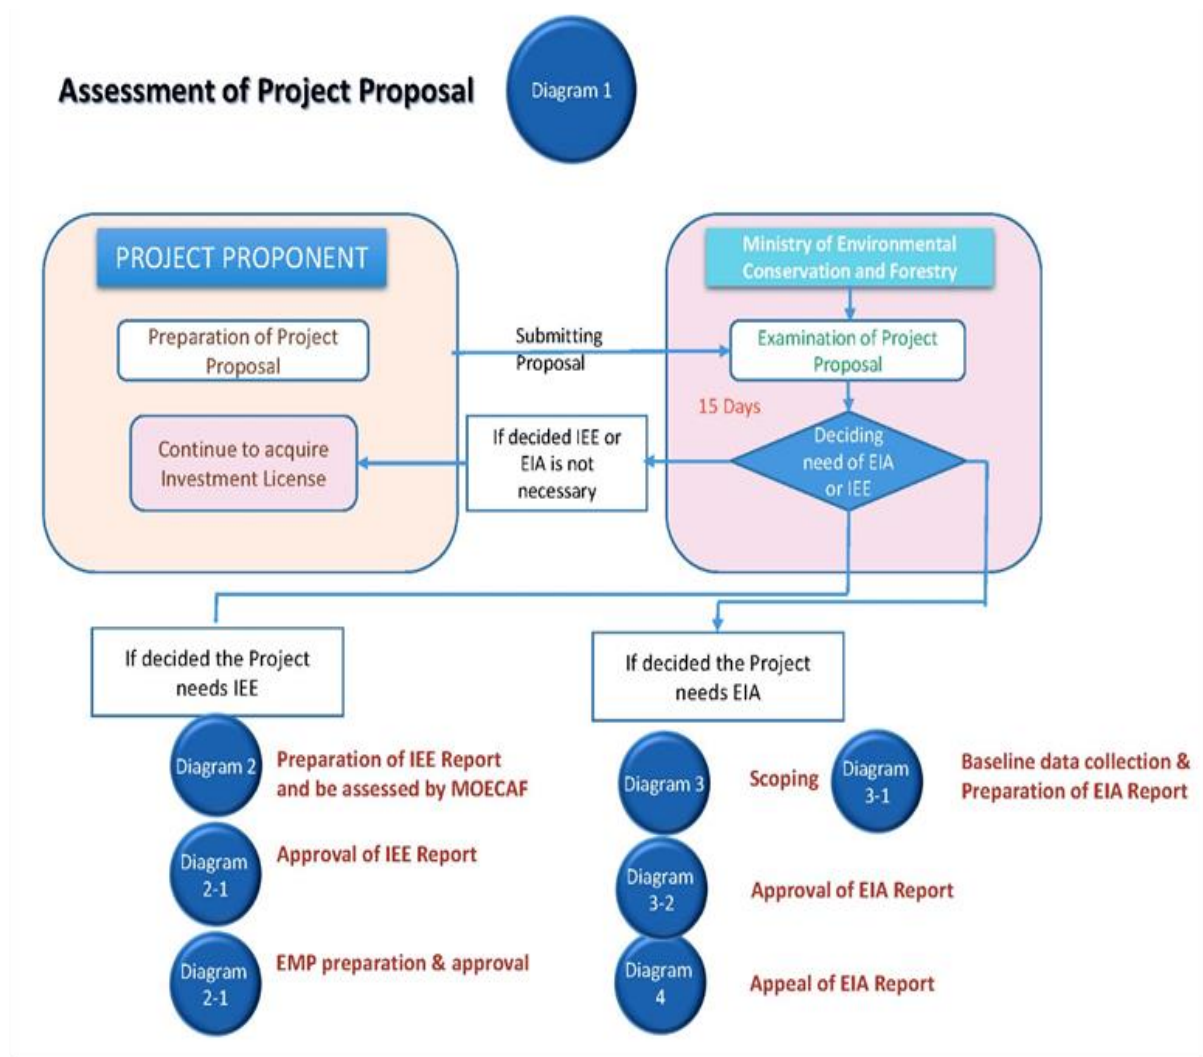 Assessment of Project Proposal
Diagram 1
PROJECT PROPONENT
Preparation of Project
Proposal
Continue to acquire
Investment License
Submitting
Proposal
If decided IEE or
EIA is not
necessary
Ministry of Environmental
Conservation and Forestry
Examination of Project
Proposal
15 Days
Deciding
need of EIA
or IEE
If decided the Project
needs IEE
Diagram 2
Preparation of IEE Report
and be assessed by MOECAF
Diagram
2-1
Approval of IEE Report
Diagram
2-1
EMP preparation & approval
If decided the Project
needs EIA
Diagram 3
Scoping
Diagram
3-1
Baseline data collection &
Preparation of EIA Report
Diagram
3-2
Approval of EIA Report
Diagram
4
Appeal of EIA Report